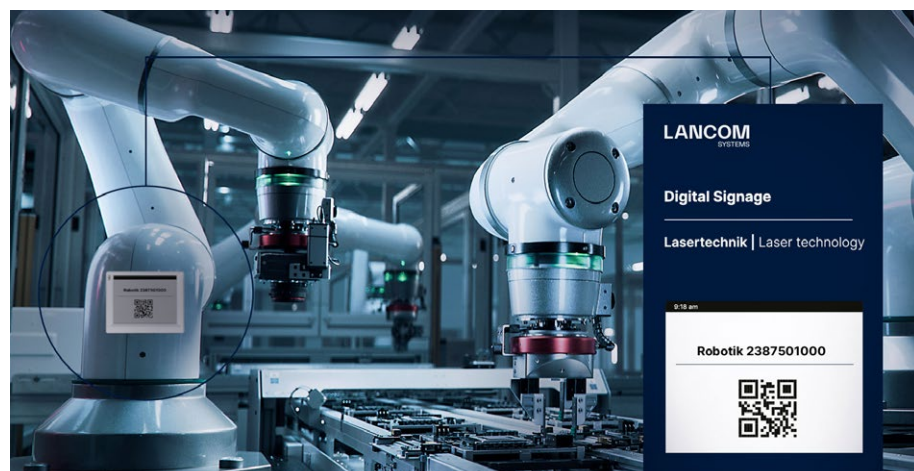 Robotik 2387501000
LANCOM
SYSTEMS
Digital Signage
Lasertechnik | Laser technology
9:18 am
Robotik 2387501000